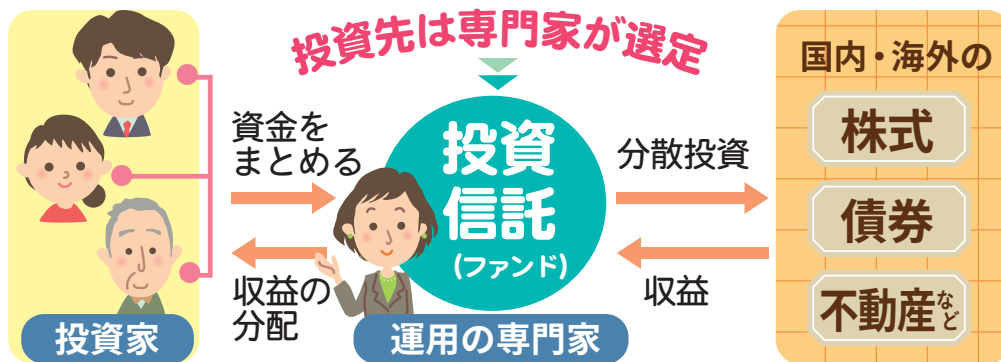 投資先は専門家が選定
資金を
まとめる
収益の
分配
投資家
投資
信託
(ファンド)
運用の専門家
分散投資
収益
国内・海外の
株式
債券
不動産など